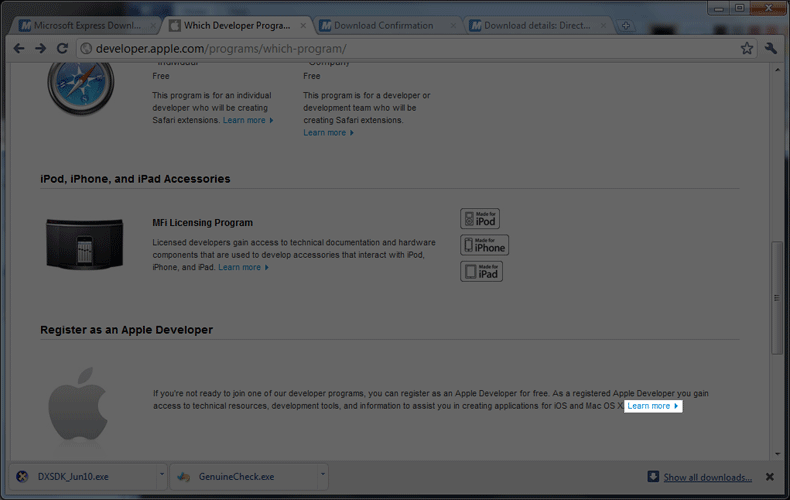 Microsoft Express Downl...
Which Developer Progra...
Download Confirmation
Download details: Direct...
developer.apple.com/programs/which-program/
Individual
Company
Free
Free
This program is for an individual
developer who will be creating
Safari extensions. Learn more
This program is for a developer or
development team who will be
creating Safari extensions.
Learn more
iPod, iPhone, and iPad Accessories
MFi Licensing Program
Licensed developers gain access to technical documentation and hardware
components that are used to develop accessories that interact with iPod,
iPhone, and iPad. Learn more
Made for
iPod
Made for
iPhone
Made for
iPad
Register as an Apple Developer
If you're not ready to join one of our developer programs, you can register as an Apple Developer for free. As a registered Apple Developer you gain
access to technical resources, development tools, and information to assist you in creating applications for iOS and Mac OS X. Learn more
DXSDK_Jun10.exe
GenuineCheck.exe
Show all downloads...